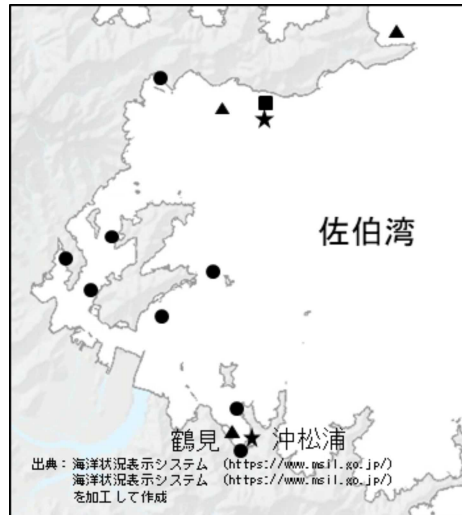 佐伯湾
鶴見 沖松浦
出典：海洋状況表示システム （https://www.msil.go.jp/）
海洋状況表示システム （https://www.msil.go.jp/）
を加工して作成